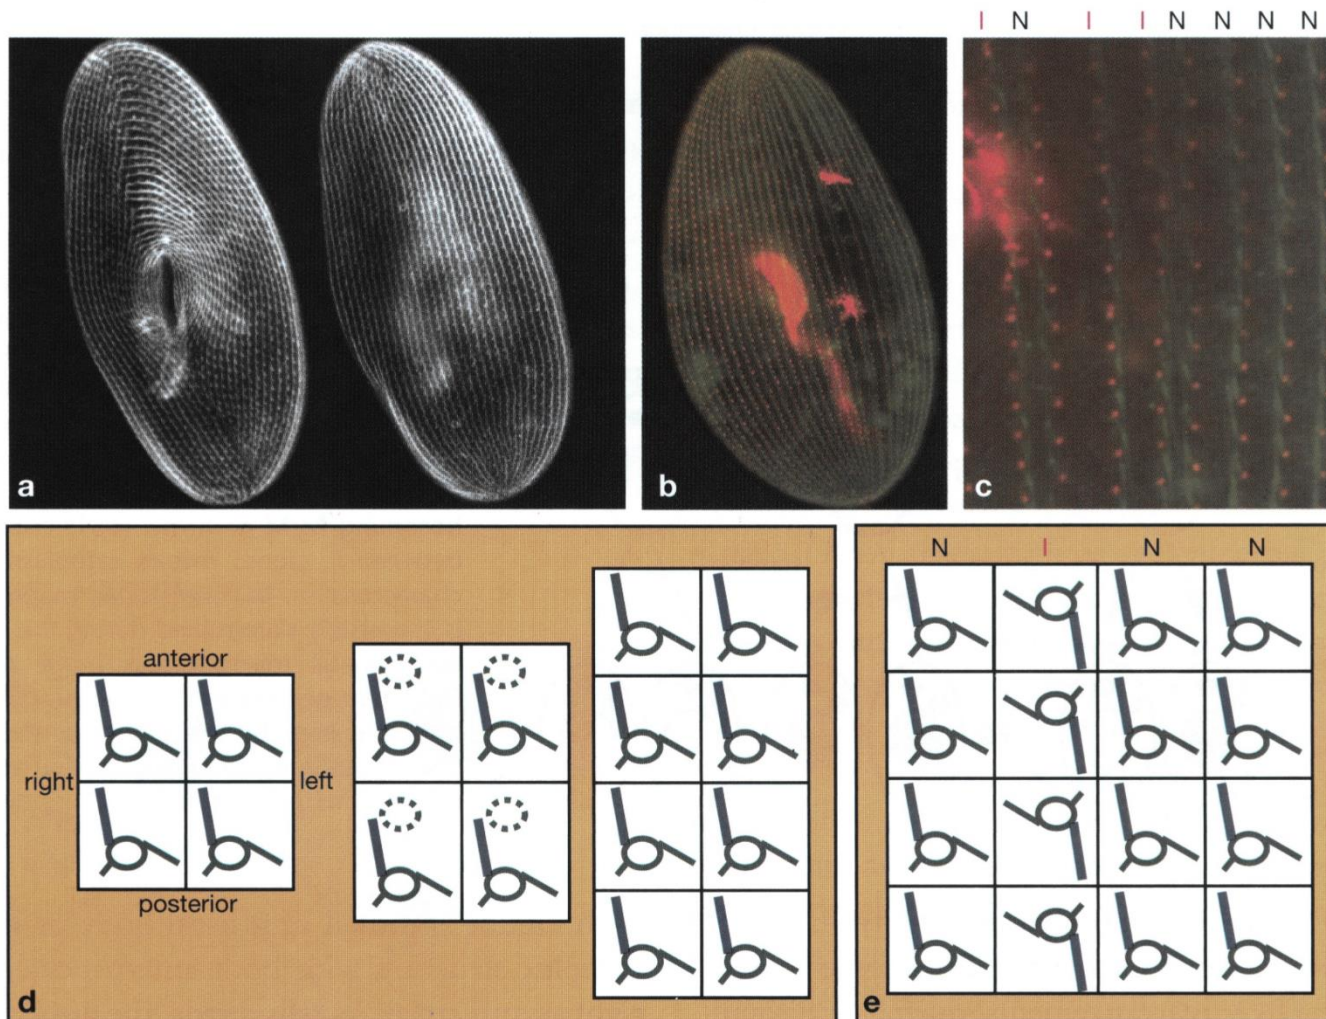 I N I I N N N N
a
b
c
anterior
right left
posterior
d
N I N N
e